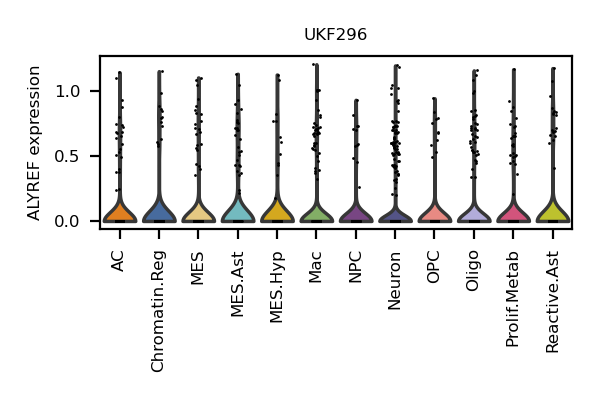 UKF296
ALYREF expression
1.0
0.5
0.0
AC
Chromatin.Reg
MES
MES.Ast
MES.Hyp
Mac
NPC
Neuron
OPC
Oligo
Prolif.Metab
Reactive.Ast